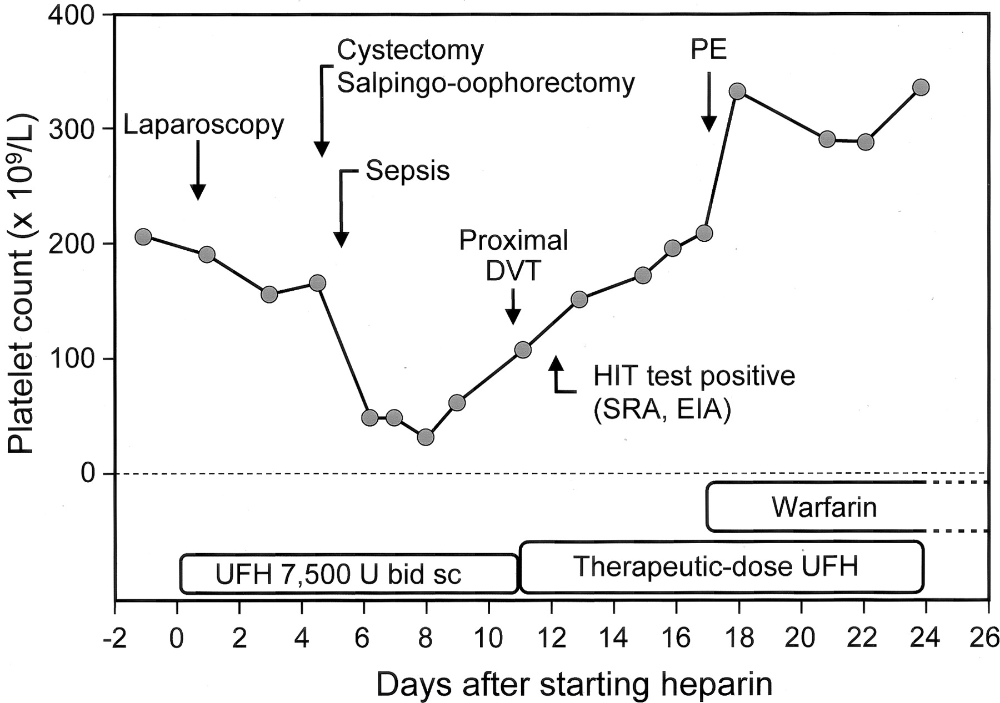 400
300
200
100
0
Platelet count (x 10⁹/L)
Cystectomy
Salpingo-oophorectomy
PE
Laparoscopy
Sepsis
Proximal
DVT
HIT test positive
(SRA, EIA)
Warfarin
UFH 7,500 U bid sc
Therapeutic-dose UFH
-2 0 2 4 6 8 10 12 14 16 18 20 22 24 26
Days after starting heparin